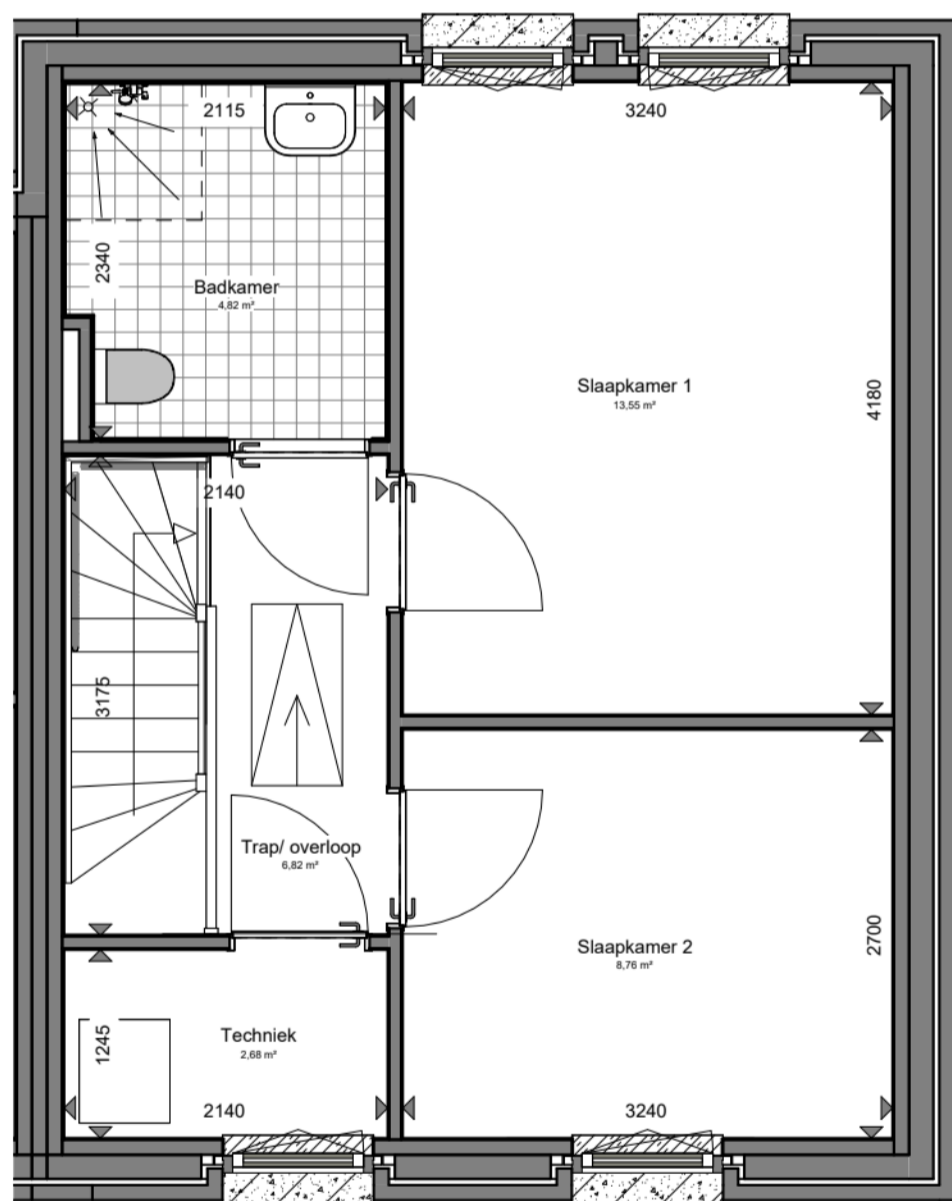 2115
3240
2340
Badkamer
4,82 m²
Slaapkamer 1
13,55 m²
4180
2140
3175
Trap/ overloop
6,82 m²
Slaapkamer 2
8,76 m²
2700
Techniek
2,68 m²
1245
2140
3240